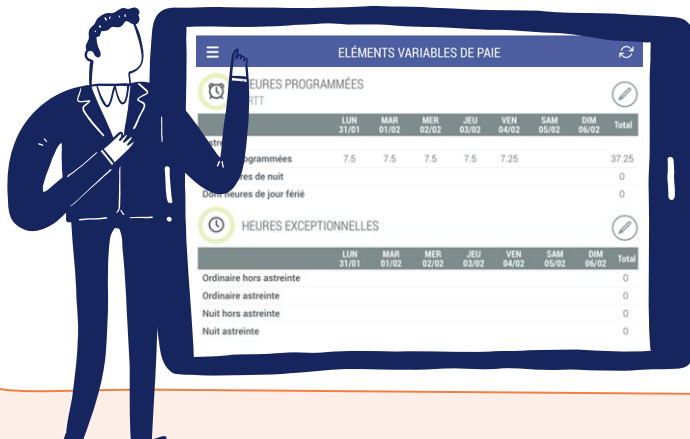 ELÉMENTS VARIABLES DE PAIE
EURES PROGRAMMÉES
RTT
LUN MAR MER JEU VEN SAM DIM Total
31/01 01/02 02/02 03/02 04/02 05/02 06/02
stre
ogrammées 7.5 7.5 7.5 7.5 7.25 37.25
res de nuit 0
Dont heures de jour férié 0
HEURES EXCEPTIONNELLES
LUN MAR MER JEU VEN SAM DIM Total
31/01 01/02 02/02 03/02 04/02 05/02 06/02
Ordinaire hors astreinte 0
Ordinaire astreinte 0
Nuit hors astreinte 0
Nuit astreinte 0